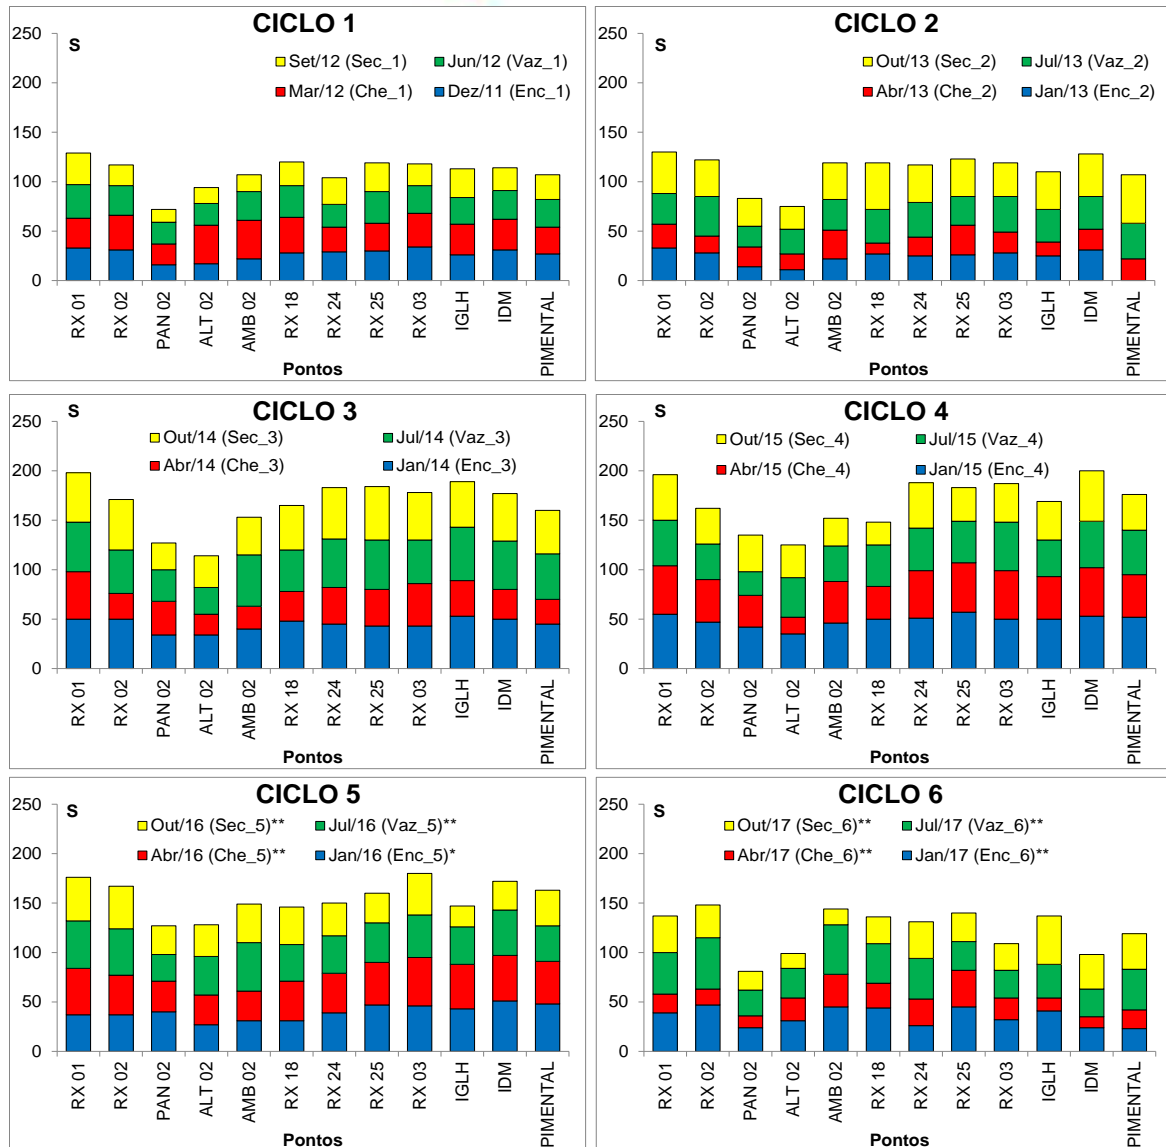 CICLO 1
S
Set/12 (Sec_1) Jun/12 (Vaz_1)
Mar/12 (Che_1) Dez/11 (Enc_1)
250
200
150
100
50
0
RX 01 RX 02 PAN 02 ALT 02 AMB 02 RX 18 RX 24 RX 25 RX 03 IGLH IDM PIMENTAL
Pontos
CICLO 2
S
Out/13 (Sec_2) Jul/13 (Vaz_2)
Abr/13 (Che_2) Jan/13 (Enc_2)
250
200
150
100
50
0
RX 01 RX 02 PAN 02 ALT 02 AMB 02 RX 18 RX 24 RX 25 RX 03 IGLH IDM PIMENTAL
Pontos
CICLO 3
S
Out/14 (Sec_3) Jul/14 (Vaz_3)
Abr/14 (Che_3) Jan/14 (Enc_3)
250
200
150
100
50
0
RX 01 RX 02 PAN 02 ALT 02 AMB 02 RX 18 RX 24 RX 25 RX 03 IGLH IDM PIMENTAL
Pontos
CICLO 4
S
Out/15 (Sec_4) Jul/15 (Vaz_4)
Abr/15 (Che_4) Jan/15 (Enc_4)
250
200
150
100
50
0
RX 01 RX 02 PAN 02 ALT 02 AMB 02 RX 18 RX 24 RX 25 RX 03 IGLH IDM PIMENTAL
Pontos
CICLO 5
S
Out/16 (Sec_5)** Jul/16 (Vaz_5)**
Abr/16 (Che_5)** Jan/16 (Enc_5)*
250
200
150
100
50
0
RX 01 RX 02 PAN 02 ALT 02 AMB 02 RX 18 RX 24 RX 25 RX 03 IGLH IDM PIMENTAL
Pontos
CICLO 6
S
Out/17 (Sec_6)** Jul/17 (Vaz_6)**
Abr/17 (Che_6)** Jan/17 (Enc_6)**
250
200
150
100
50
0
RX 01 RX 02 PAN 02 ALT 02 AMB 02 RX 18 RX 24 RX 25 RX 03 IGLH IDM PIMENTAL
Pontos